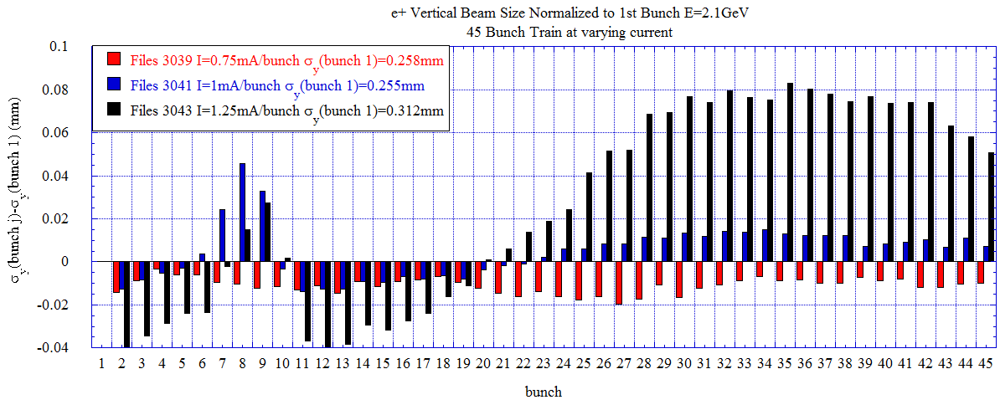 e+ Vertical Beam Size Normalized to 1st Bunch E=2.1GeV
45 Bunch Train at varying current
Files 3039 I=0.75mA/bunch σy(bunch 1)=0.258mm
Files 3041 I=1mA/bunch σy(bunch 1)=0.255mm
Files 3043 I=1.25mA/bunch σy(bunch 1)=0.312mm
σy(bunch j)-σy(bunch 1) (mm)
0.1
0.08
0.06
0.04
0.02
0
-0.02
-0.04
1 2 3 4 5 6 7 8 9 10 11 12 13 14 15 16 17 18 19 20 21 22 23 24 25 26 27 28 29 30 31 32 33 34 35 36 37 38 39 40 41 42 43 44 45
bunch